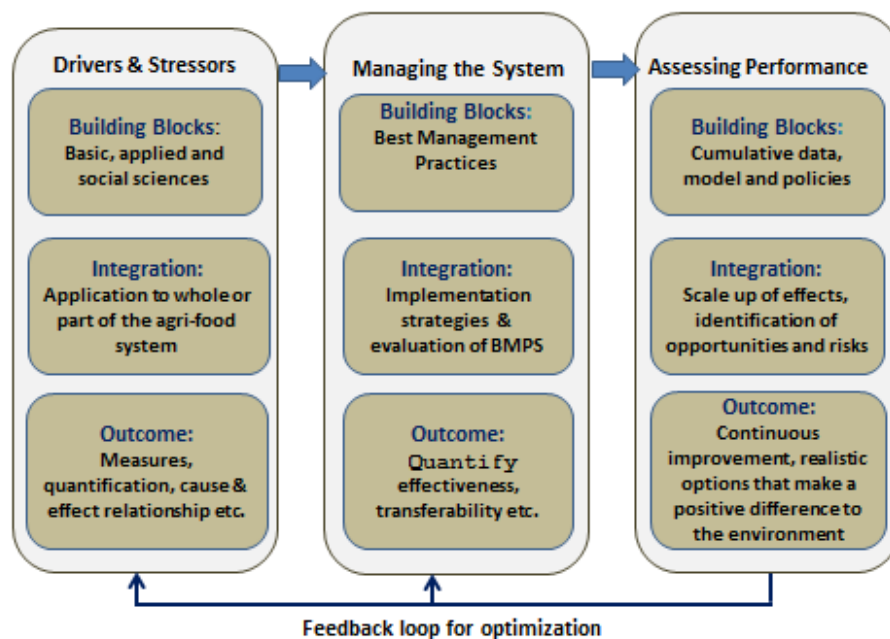 Drivers & Stressors
Building Blocks:
Basic, applied and
social sciences
Integration:
Application to whole or
part of the agri-food
system
Outcome:
Measures,
quantification, cause &
effect relationship etc.
Managing the System
Building Blocks:
Best Management
Practices
Integration:
Implementation
strategies &
evaluation of BMPS
Outcome:
Quantify
effectiveness,
transferability etc.
Assessing Performance
Building Blocks:
Cumulative data,
model and policies
Integration:
Scale up of effects,
identification of
opportunities and risks
Outcome:
Continuous
improvement, realistic
options that make a
positive difference to
the environment
Feedback loop for optimization